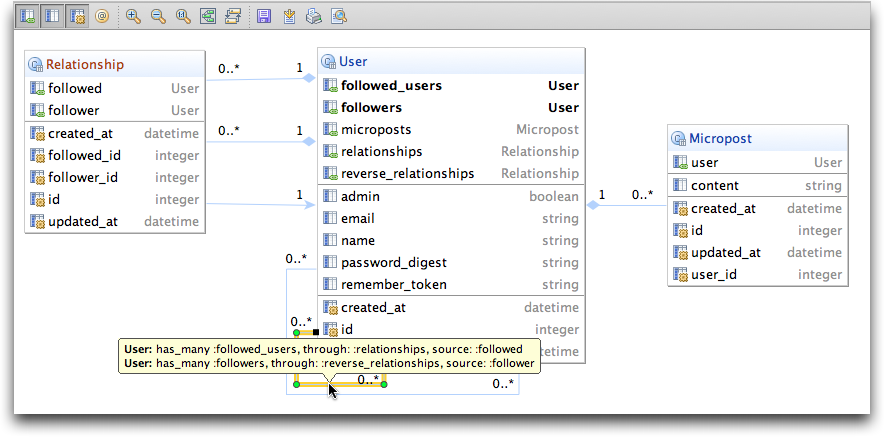 Relationship
followed User
follower User
created_at datetime
followed_id integer
follower_id integer
id integer
updated_at datetime
0..* 1
0..* 1
1
User
followed_users User
followers User
microposts Micropost
relationships Relationship
reverse_relationships Relationship
admin boolean
email string
name string
password_digest string
remember_token string
created_at datetime
id integer
etime
1 0..*
Micropost
user User
content string
created_at datetime
id integer
updated_at datetime
user_id integer
0..*
0..*
User: has_many :followed_users, through: :relationships, source: :followed
User: has_many :followers, through: :reverse_relationships, source: :follower
0..*
0..*